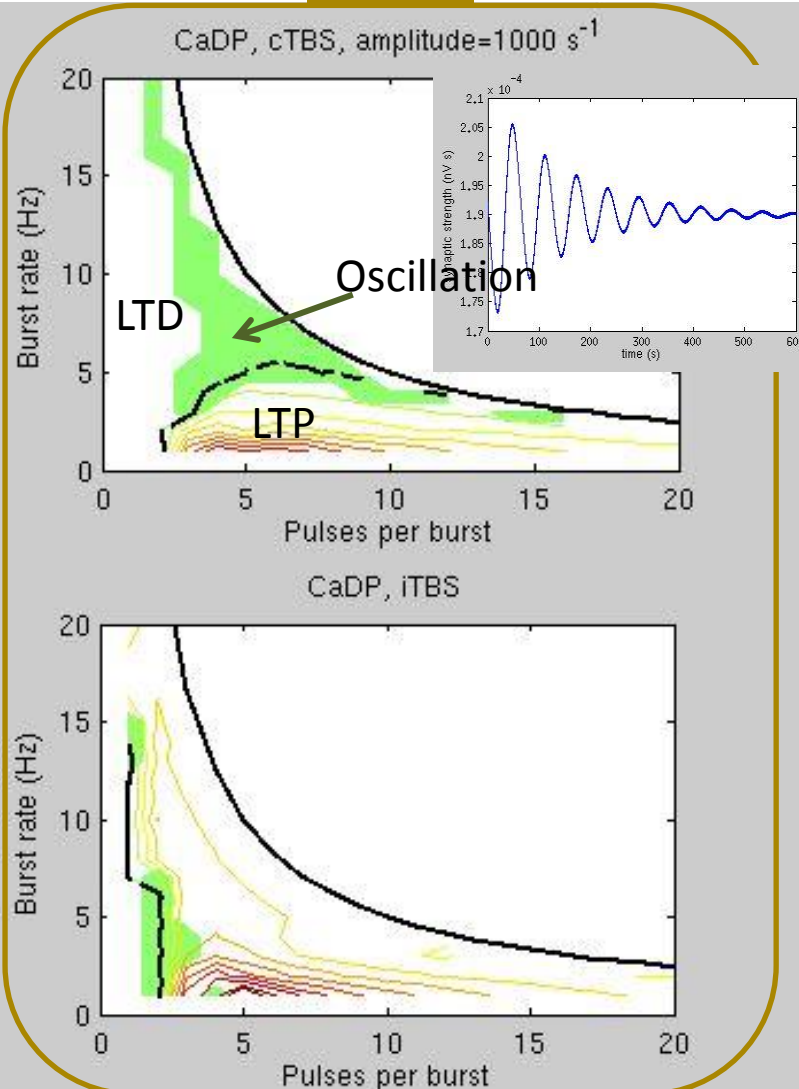 CaDP, cTBS, amplitude=1000 s⁻¹
20
15
10
5
0
Burst rate (Hz)
0 5 10 15 20
Pulses per burst
LTD
Oscillation
LTP
x 10⁻⁴
2.1
2.05
2
1.95
1.9
1.85
1.8
1.75
1.7
naptic strength (nV s)
0 100 200 300 400 500 600
time (s)
CaDP, iTBS
20
15
10
5
0
Burst rate (Hz)
0 5 10 15 20
Pulses per burst